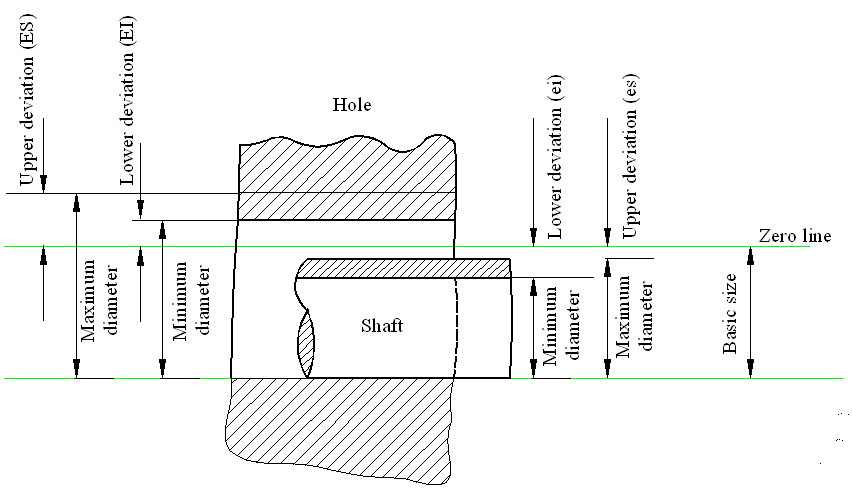 Upper deviation (ES)
Lower deviation (EI)
Hole
Lower deviation (ei)
Upper deviation (es)
Zero line
Maximum
diameter
Minimum
diameter
Shaft
Minimum
diameter
Maximum
diameter
Basic size